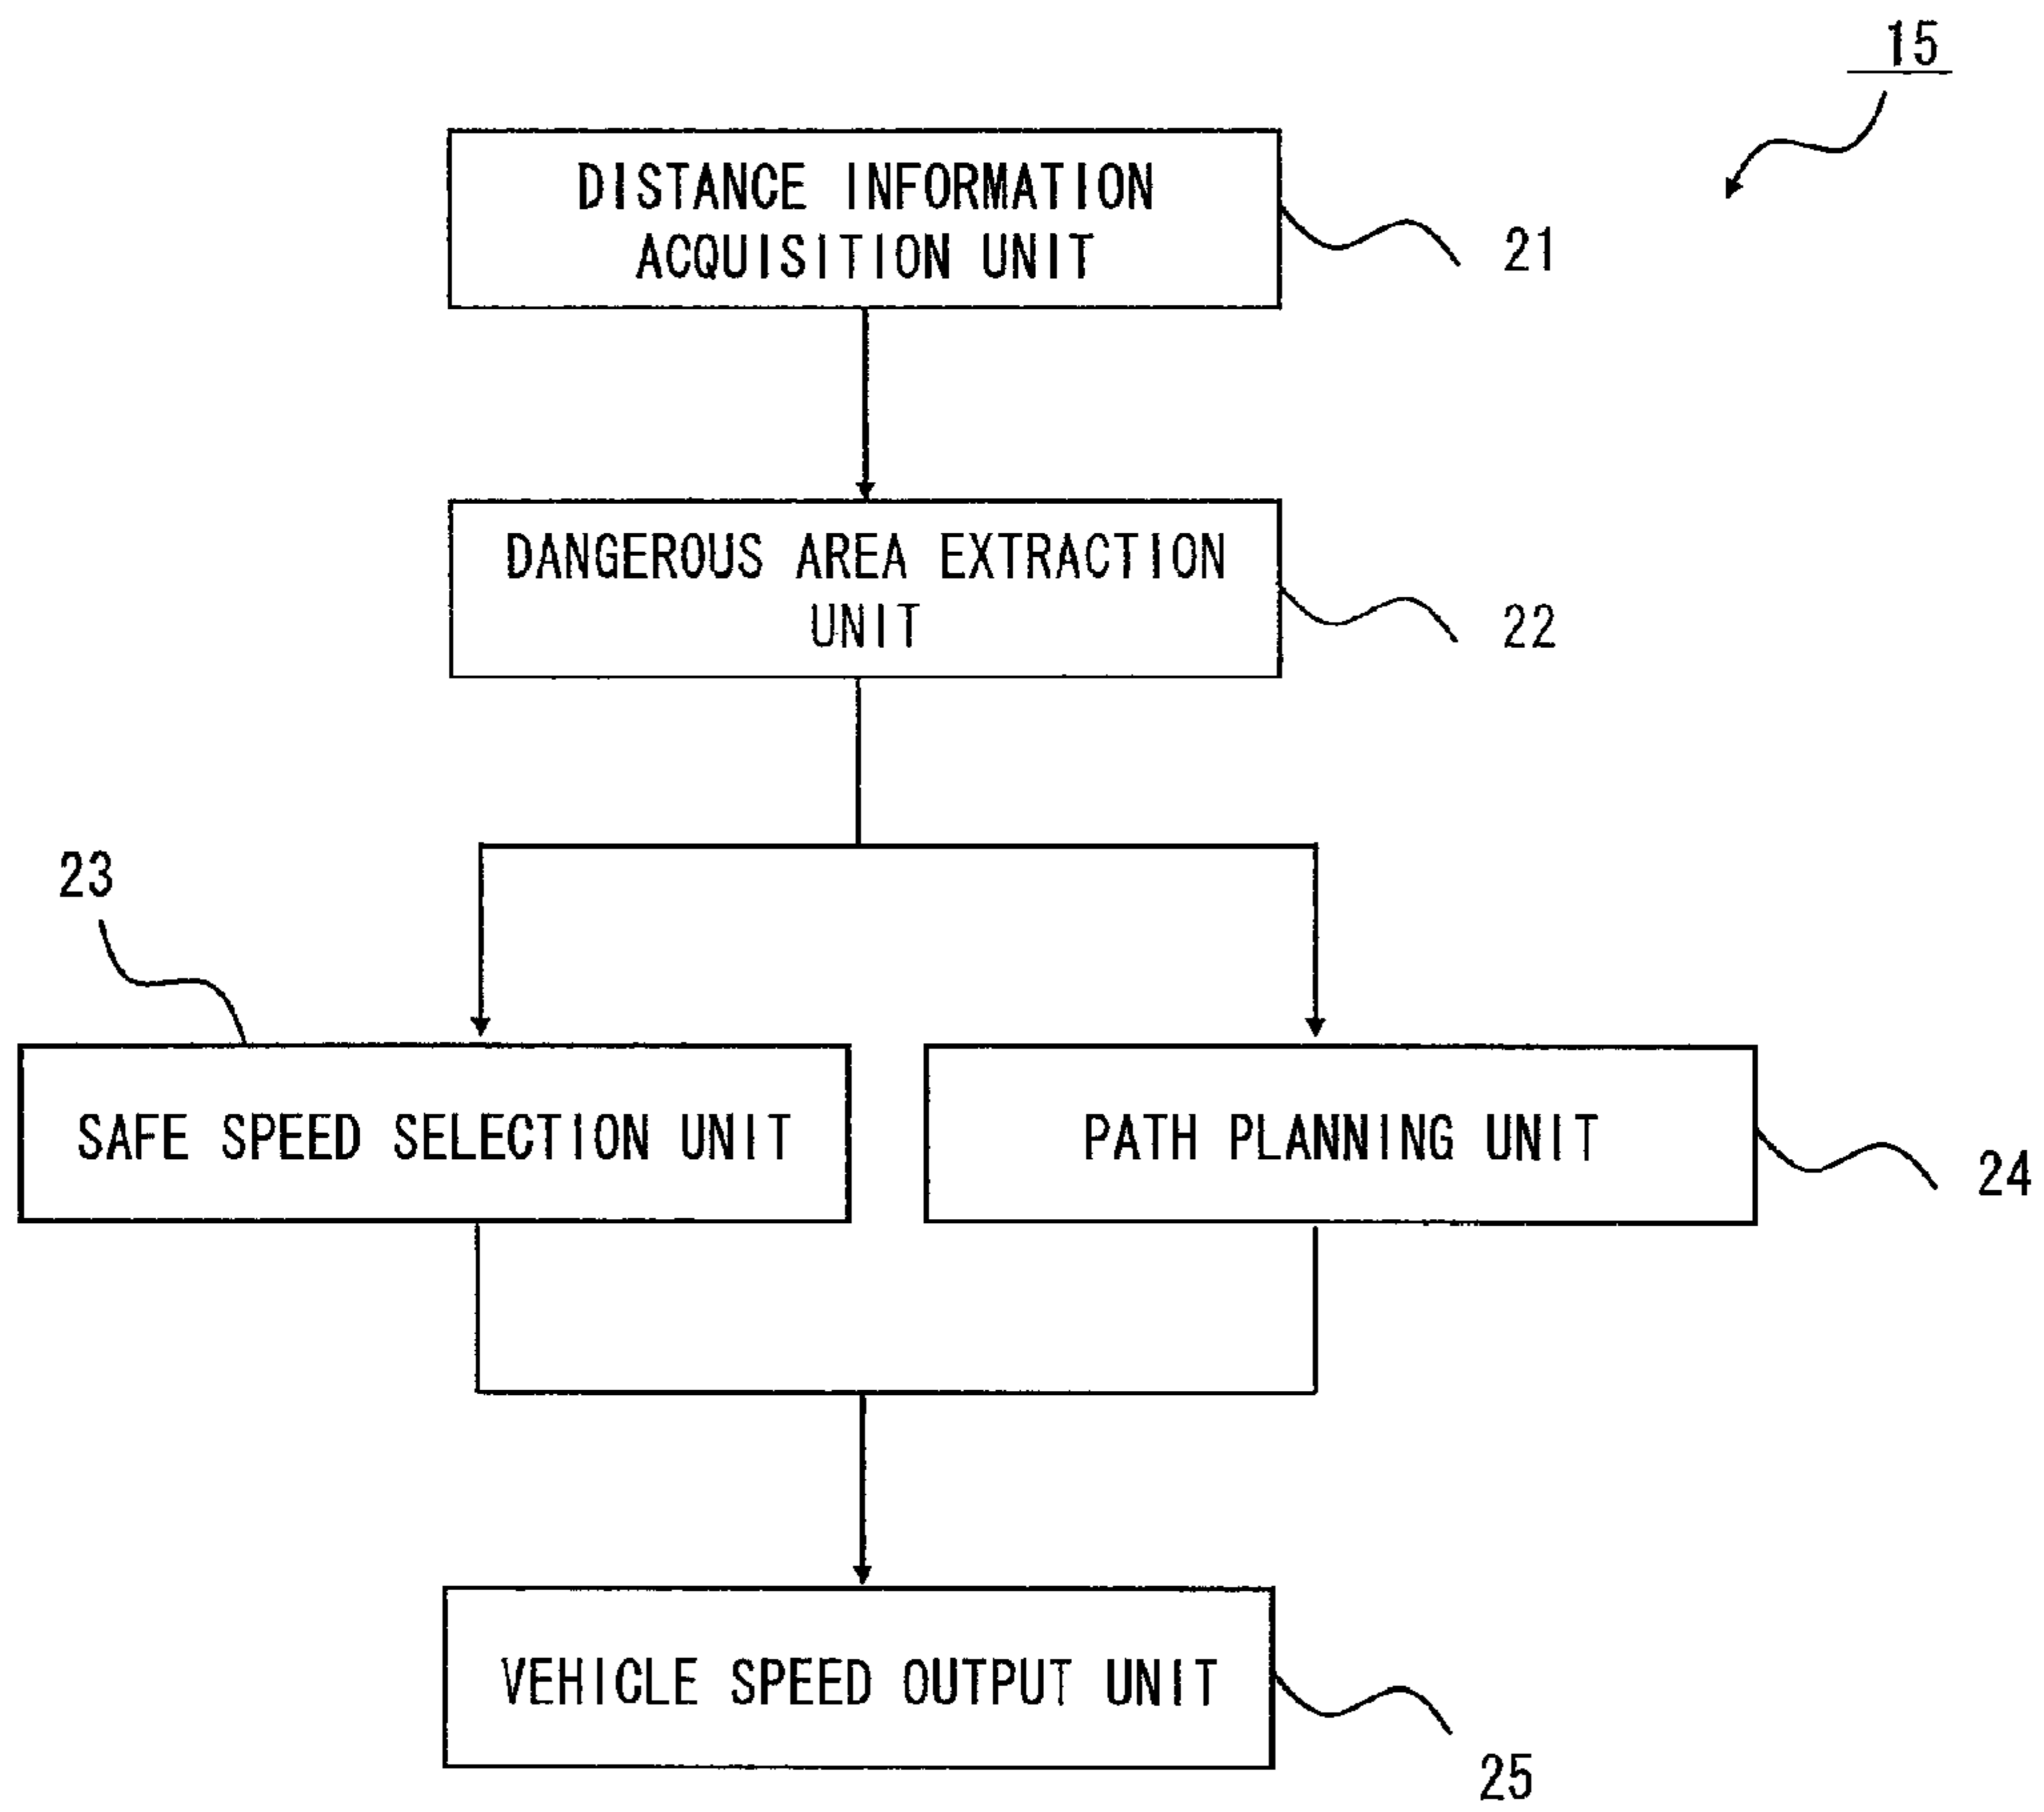 15
DISTANCE INFORMATION
ACQUISITION UNIT
21
DANGEROUS AREA EXTRACTION
UNIT
22
23
SAFE SPEED SELECTION UNIT
PATH PLANNING UNIT
24
VEHICLE SPEED OUTPUT UNIT
25